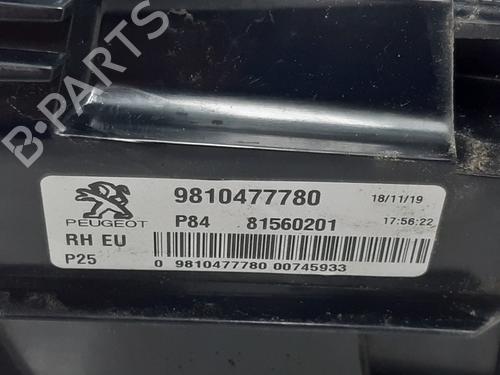 B-PARTS
PEUGEOT
9810477780 18/11/19
P84 81560201 17:56:22
RH EU
P25
0 9810477780 00745933